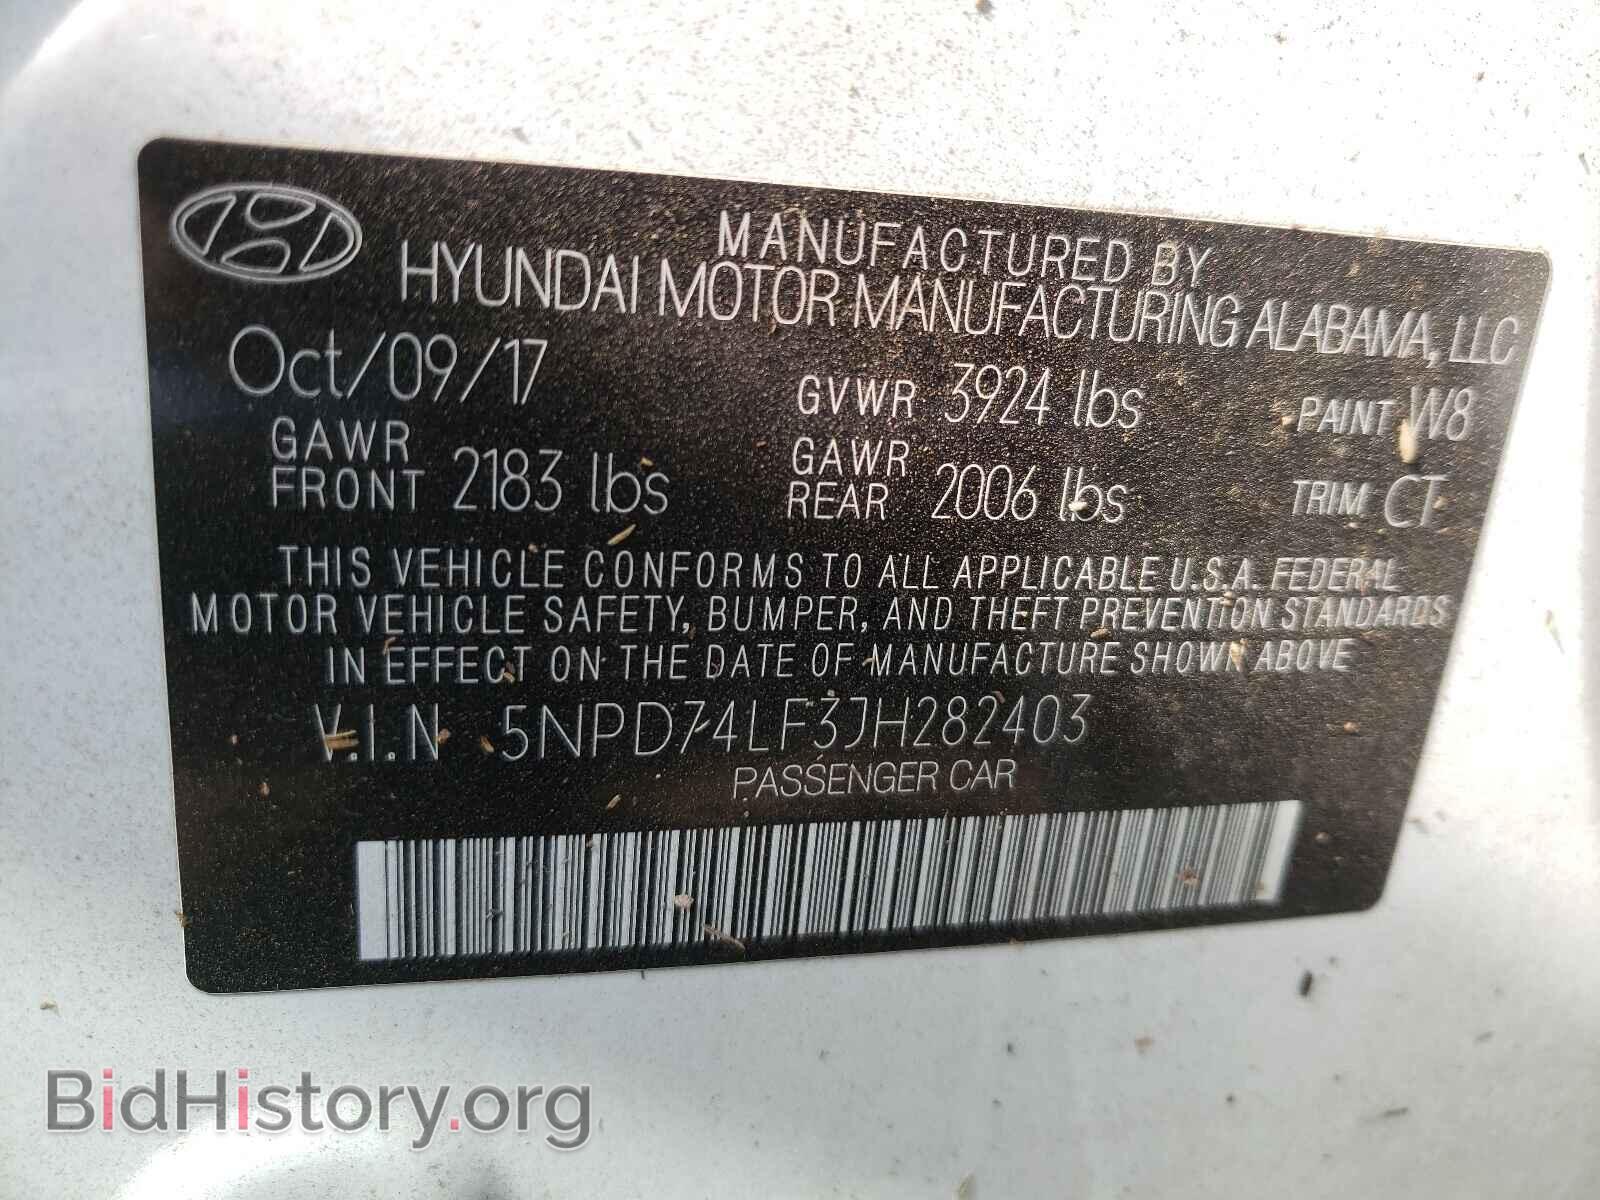 MANUFACTURED BY
HYUNDAI MOTOR MANUFACTURING ALABAMA, LLC
Oct/09/17 GVWR 3924 lbs PAINT W8
GAWR FRONT 2183 lbs GAWR REAR 2006 lbs TRIM CT
THIS VEHICLE CONFORMS TO ALL APPLICABLE U.S.A. FEDERAL
MOTOR VEHICLE SAFETY, BUMPER, AND THEFT PREVENTION STANDARDS
IN EFFECT ON THE DATE OF MANUFACTURE SHOWN ABOVE
V.I.N 5NPD74LF3JH282403
PASSENGER CAR
BidHistory.org